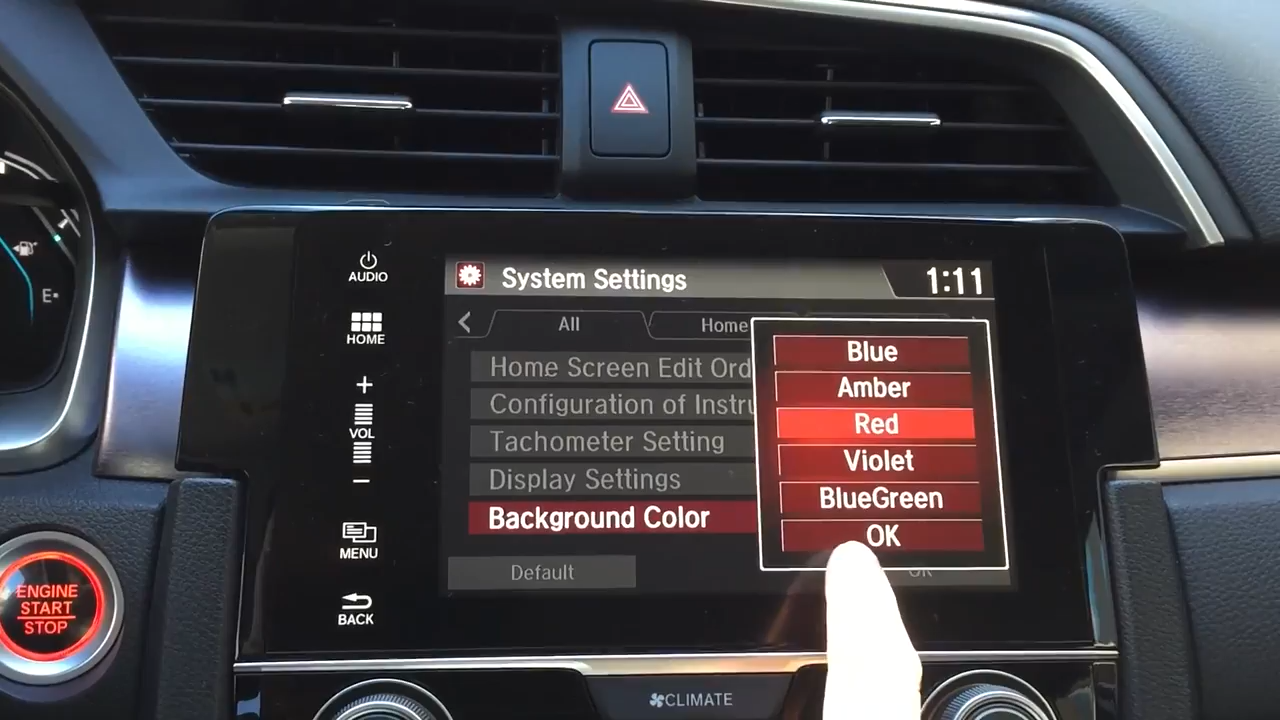 AUDIO
HOME
+
VOL
−
MENU
BACK
System Settings
1:11
All
Home
Home Screen Edit Ord
Configuration of Instru
Tachometer Setting
Display Settings
Background Color
Default
OK
Blue
Amber
Red
Violet
BlueGreen
OK
E
ENGINE
START
STOP
CLIMATE